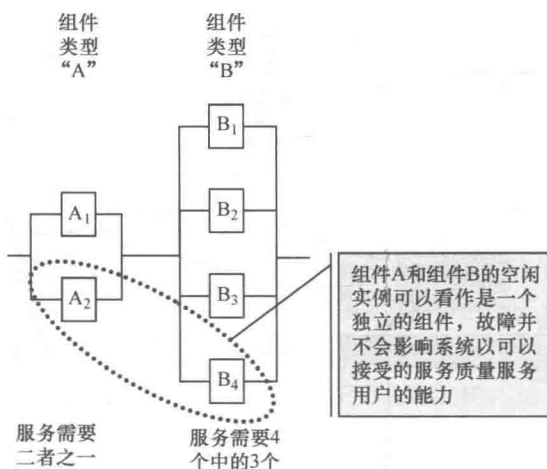 组件
类型
“A”
组件
类型
“B”
B1
B2
B3
B4
A1
A2
组件A和组件B的空闲
实例可以看作是一个
独立的组件，故障并
不会影响系统以可以
接受的服务质量服务
用户的能力
服务需要
二者之一
服务需要4
个中的3个